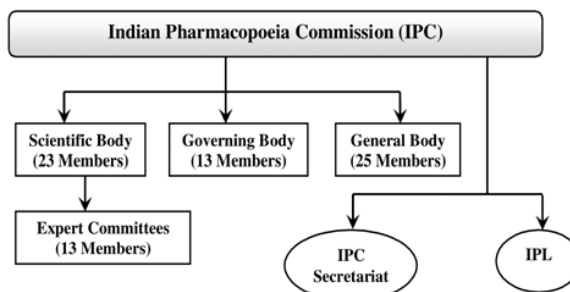 Indian Pharmacopoeia Commission (IPC)
Scientific Body
(23 Members)
Governing Body
(13 Members)
General Body
(25 Members)
Expert Committees
(13 Members)
IPC
Secretariat
IPL